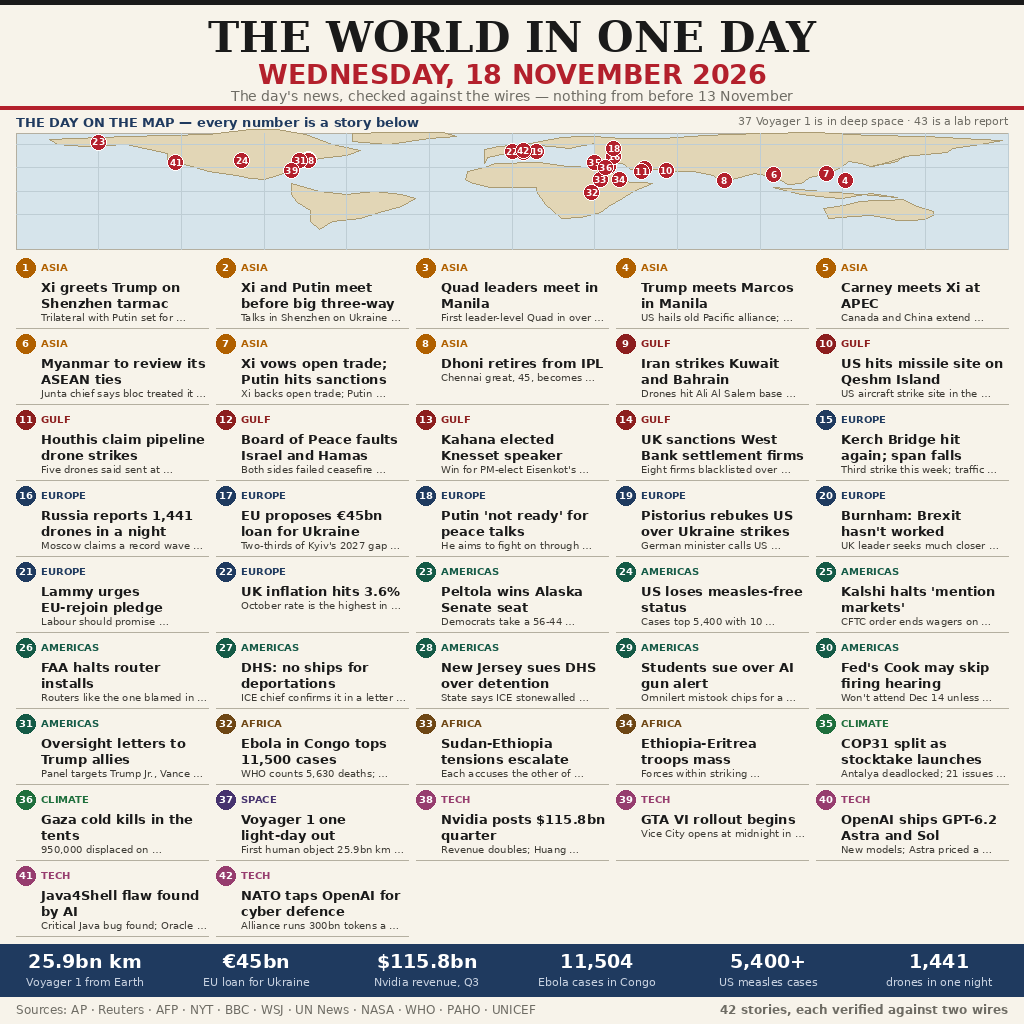 THE WORLD IN ONE DAY
WEDNESDAY, 18 NOVEMBER 2026
The day's news, checked against the wires — nothing from before 13 November
THE DAY ON THE MAP — every number is a story below
37 Voyager 1 is in deep space · 43 is a lab report
23
41
24
31 8
39
22 42 19
18
35
36
33 34
32
11
10
8
6
7
4
1 ASIA
Xi greets Trump on
Shenzhen tarmac
Trilateral with Putin set for ...
2 ASIA
Xi and Putin meet
before big three-way
Talks in Shenzhen on Ukraine ...
3 ASIA
Quad leaders meet in
Manila
First leader-level Quad in over ...
4 ASIA
Trump meets Marcos
in Manila
US hails old Pacific alliance; ...
5 ASIA
Carney meets Xi at
APEC
Canada and China extend ...
6 ASIA
Myanmar to review its
ASEAN ties
Junta chief says bloc treated it ...
7 ASIA
Xi vows open trade;
Putin hits sanctions
Xi backs open trade; Putin ...
8 ASIA
Dhoni retires from IPL
Chennai great, 45, becomes ...
9 GULF
Iran strikes Kuwait
and Bahrain
Drones hit Ali Al Salem base ...
10 GULF
US hits missile site on
Qeshm Island
US aircraft strike site in the ...
11 GULF
Houthis claim pipeline
drone strikes
Five drones said sent at ...
12 GULF
Board of Peace faults
Israel and Hamas
Both sides failed ceasefire ...
13 GULF
Kahana elected
Knesset speaker
Win for PM-elect Eisenkot's ...
14 GULF
UK sanctions West
Bank settlement firms
Eight firms blacklisted over ...
15 EUROPE
Kerch Bridge hit
again; span falls
Third strike this week; traffic ...
16 EUROPE
Russia reports 1,441
drones in a night
Moscow claims a record wave ...
17 EUROPE
EU proposes €45bn
loan for Ukraine
Two-thirds of Kyiv's 2027 gap ...
18 EUROPE
Putin 'not ready' for
peace talks
He aims to fight on through ...
19 EUROPE
Pistorius rebukes US
over Ukraine strikes
German minister calls US ...
20 EUROPE
Burnham: Brexit
hasn't worked
UK leader seeks much closer ...
21 EUROPE
Lammy urges
EU-rejoin pledge
Labour should promise ...
22 EUROPE
UK inflation hits 3.6%
October rate is the highest in ...
23 AMERICAS
Peltola wins Alaska
Senate seat
Democrats take a 56-44 ...
24 AMERICAS
US loses measles-free
status
Cases top 5,400 with 10 ...
25 AMERICAS
Kalshi halts 'mention
markets'
CFTC order ends wagers on ...
26 AMERICAS
FAA halts router
installs
Routers like the one blamed in ...
27 AMERICAS
DHS: no ships for
deportations
ICE chief confirms it in a letter ...
28 AMERICAS
New Jersey sues DHS
over detention
State says ICE stonewalled ...
29 AMERICAS
Students sue over AI
gun alert
Omnilert mistook chips for a ...
30 AMERICAS
Fed's Cook may skip
firing hearing
Won't attend Dec 14 unless ...
31 AMERICAS
Oversight letters to
Trump allies
Panel targets Trump Jr., Vance ...
32 AFRICA
Ebola in Congo tops
11,500 cases
WHO counts 5,630 deaths; ...
33 AFRICA
Sudan-Ethiopia
tensions escalate
Each accuses the other of ...
34 AFRICA
Ethiopia-Eritrea
troops mass
Forces within striking ...
35 CLIMATE
COP31 split as
stocktake launches
Antalya deadlocked; 21 issues ...
36 CLIMATE
Gaza cold kills in the
tents
950,000 displaced on ...
37 SPACE
Voyager 1 one
light-day out
First human object 25.9bn km ...
38 TECH
Nvidia posts $115.8bn
quarter
Revenue doubles; Huang ...
39 TECH
GTA VI rollout begins
Vice City opens at midnight in ...
40 TECH
OpenAI ships GPT-6.2
Astra and Sol
New models; Astra priced a ...
41 TECH
Java4Shell flaw found
by AI
Critical Java bug found; Oracle ...
42 TECH
NATO taps OpenAI for
cyber defence
Alliance runs 300bn tokens a ...
25.9bn km
Voyager 1 from Earth
€45bn
EU loan for Ukraine
$115.8bn
Nvidia revenue, Q3
11,504
Ebola cases in Congo
5,400+
US measles cases
1,441
drones in one night
Sources: AP · Reuters · AFP · NYT · BBC · WSJ · UN News · NASA · WHO · PAHO · UNICEF
42 stories, each verified against two wires